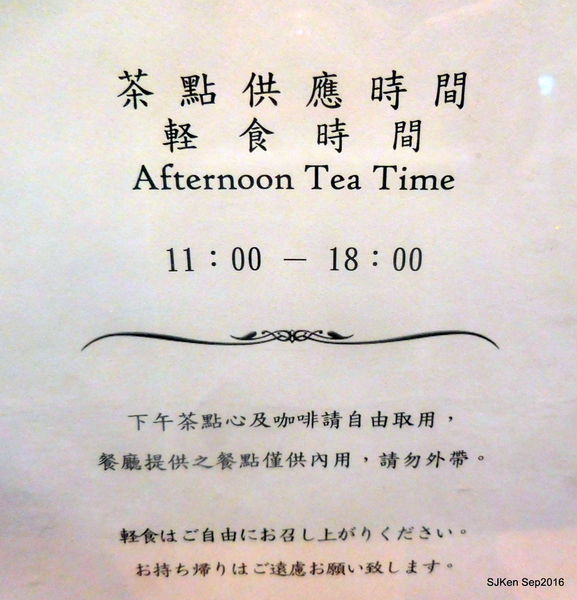 茶點供應時間
軽食時間
Afternoon Tea Time
11：00 － 18：00
下午茶點心及咖啡請自由取用，
餐廳提供之餐點僅供內用，請勿外帶。
軽食はご自由にお召し上がりください。
お持ち帰りはご遠慮お願い致します。
SJKen Sep2016